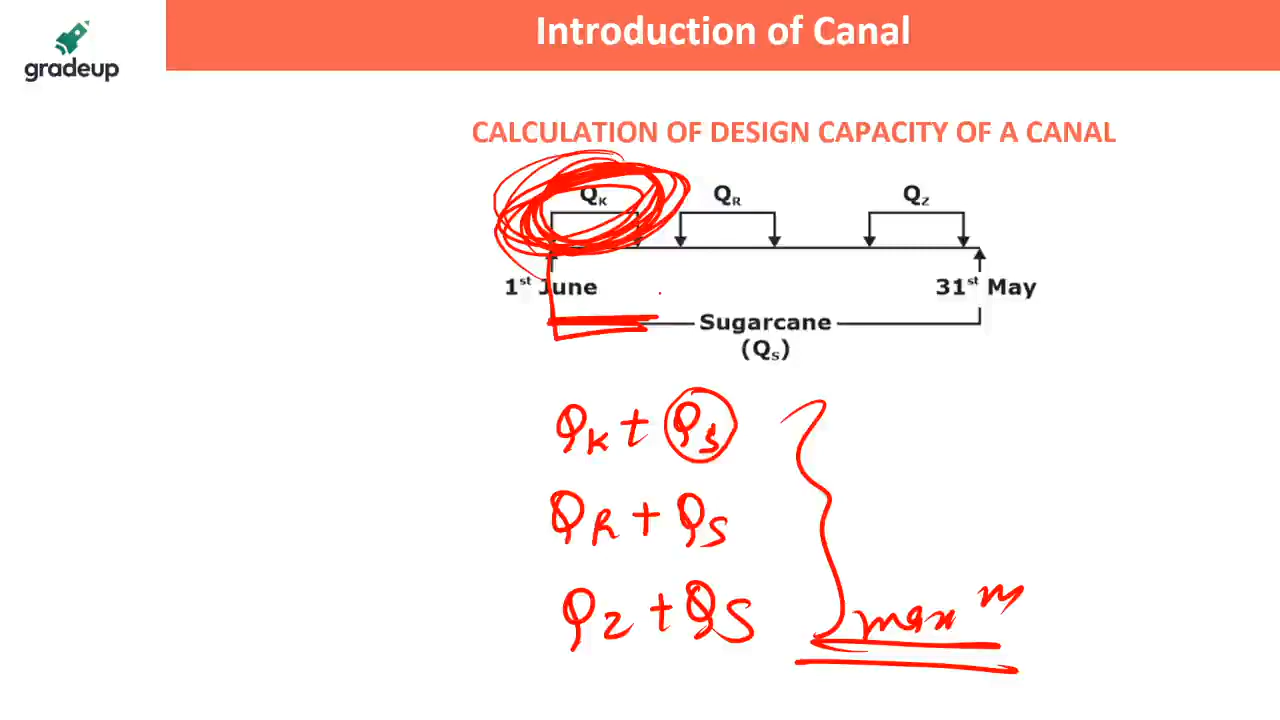 Introduction of Canal
gradeup
CALCULATION OF DESIGN CAPACITY OF A CANAL
QK QR QZ
1st June 31st May
Sugarcane
(Qs)
QK + QS
QR + QS
QZ + QS
max m